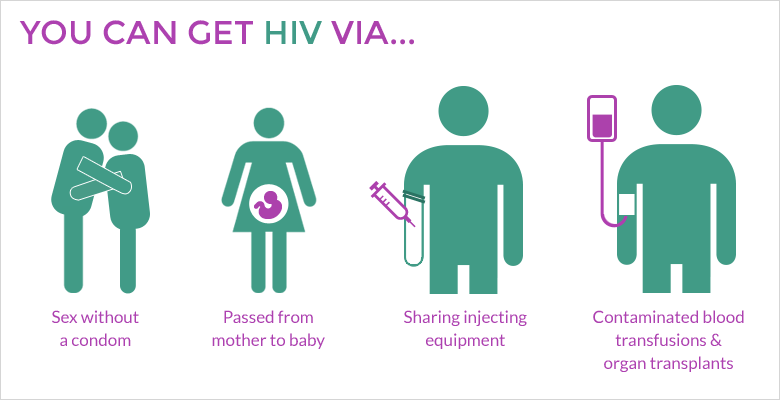 YOU CAN GET HIV VIA...
Sex without
a condom
Passed from
mother to baby
Sharing injecting
equipment
Contaminated blood
transfusions &
organ transplants